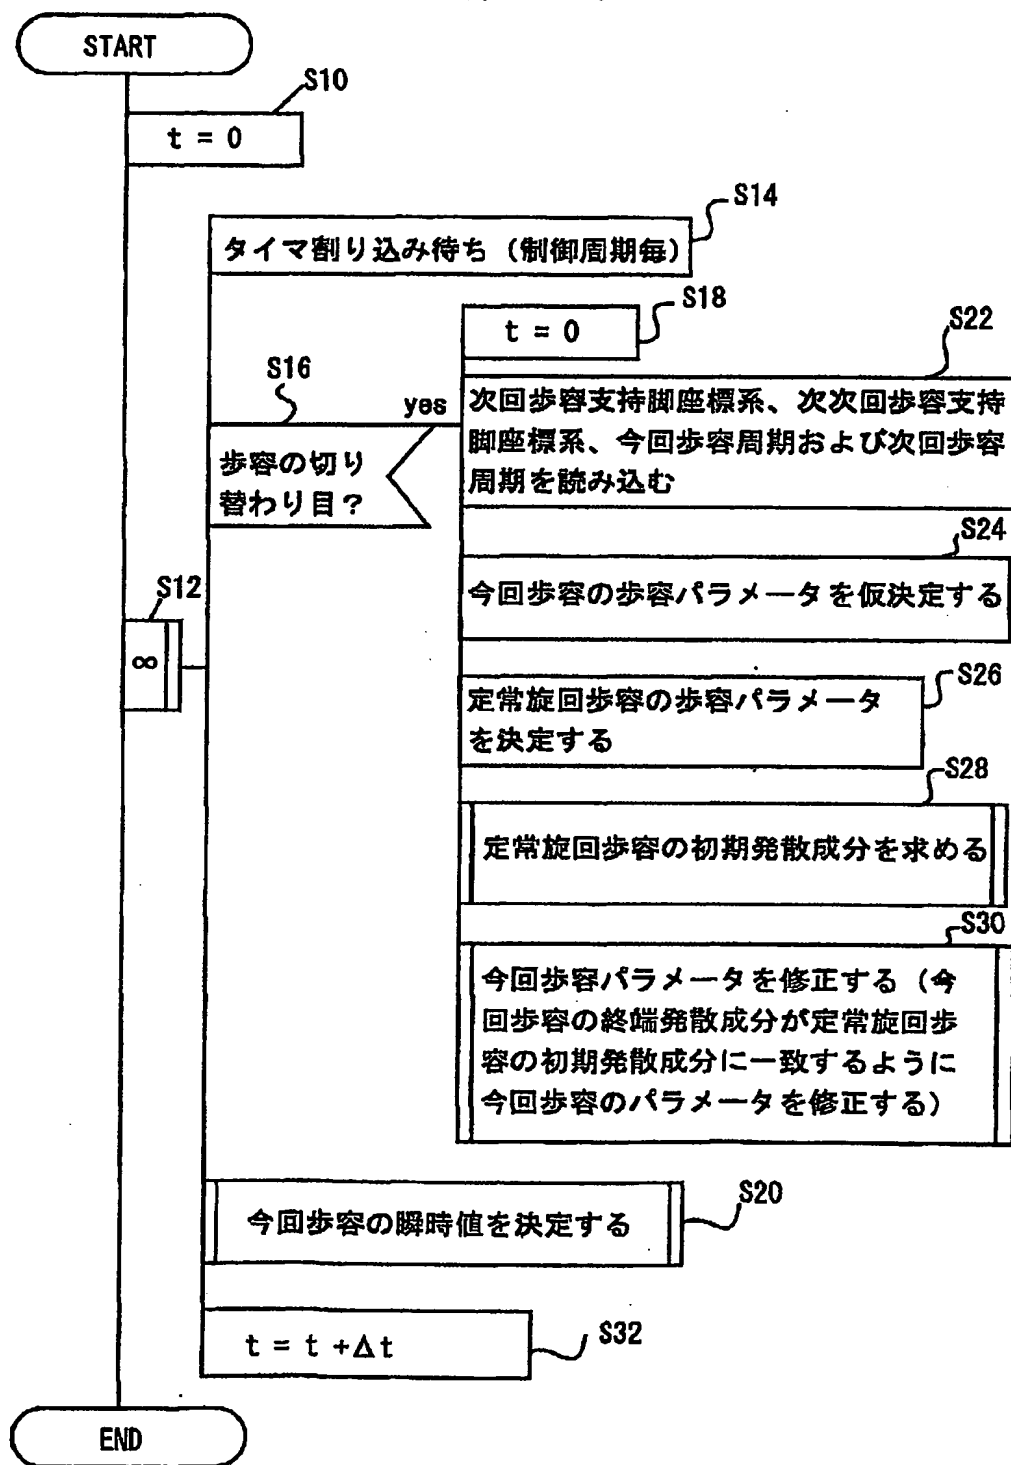 START
S10
t = 0
S14
タイマ割り込み待ち（制御周期毎）
S18
t = 0
S22
次回歩容支持脚座標系、次次回歩容支持
脚座標系、今回歩容周期および次回歩容
周期を読み込む
S16
yes
歩容の切り
替わり目？
S24
今回歩容の歩容パラメータを仮決定する
S12
∞
S26
定常旋回歩容の歩容パラメータ
を決定する
S28
定常旋回歩容の初期発散成分を求める
S30
今回歩容パラメータを修正する（今
回歩容の終端発散成分が定常旋回歩
容の初期発散成分に一致するように
今回歩容のパラメータを修正する）
S20
今回歩容の瞬時値を決定する
S32
t = t +Δt
END